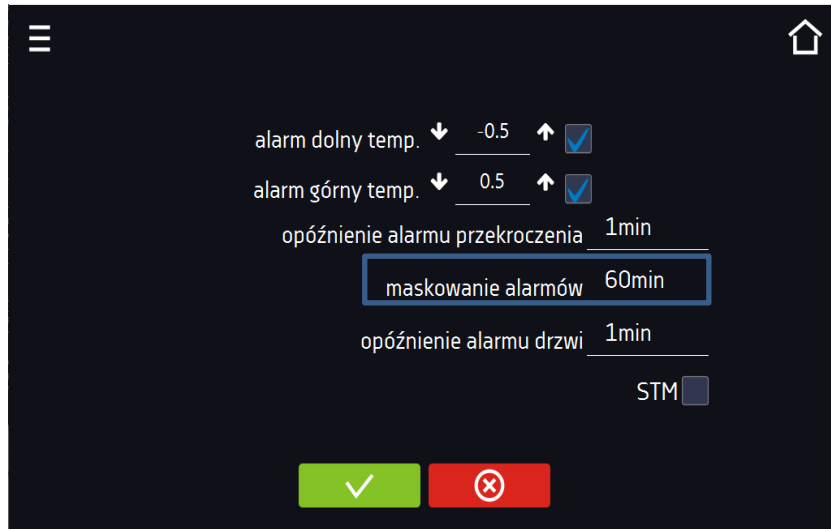 alarm dolny temp. -0.5
alarm górny temp. 0.5
opóźnienie alarmu przekroczenia 1min
maskowanie alarmów 60min
opóźnienie alarmu drzwi 1min
STM